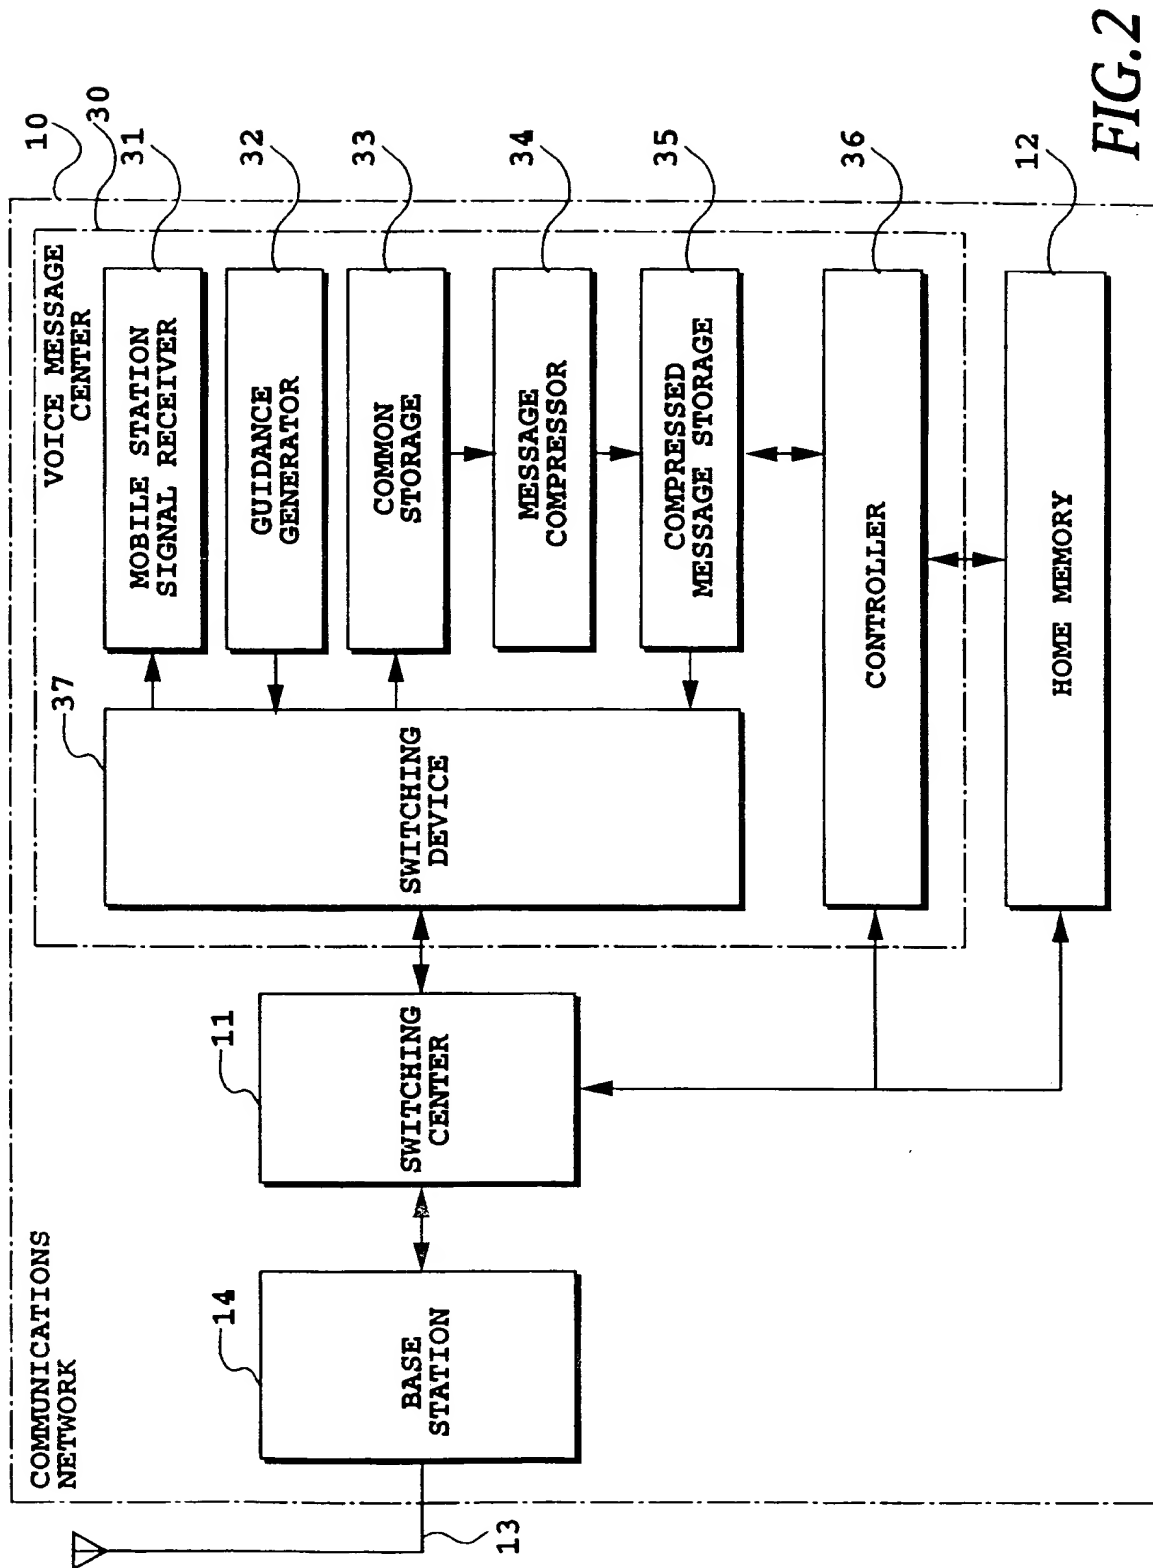 COMMUNICATIONS
NETWORK
10
30
VOICE MESSAGE
CENTER
37
31
MOBILE STATION
SIGNAL RECEIVER
32
GUIDANCE
GENERATOR
33
COMMON
STORAGE
34
MESSAGE
COMPRESSOR
35
COMPRESSED
MESSAGE STORAGE
36
CONTROLLER
12
HOME MEMORY
SWITCHING
DEVICE
11
SWITCHING
CENTER
14
BASE
STATION
13
FIG.2